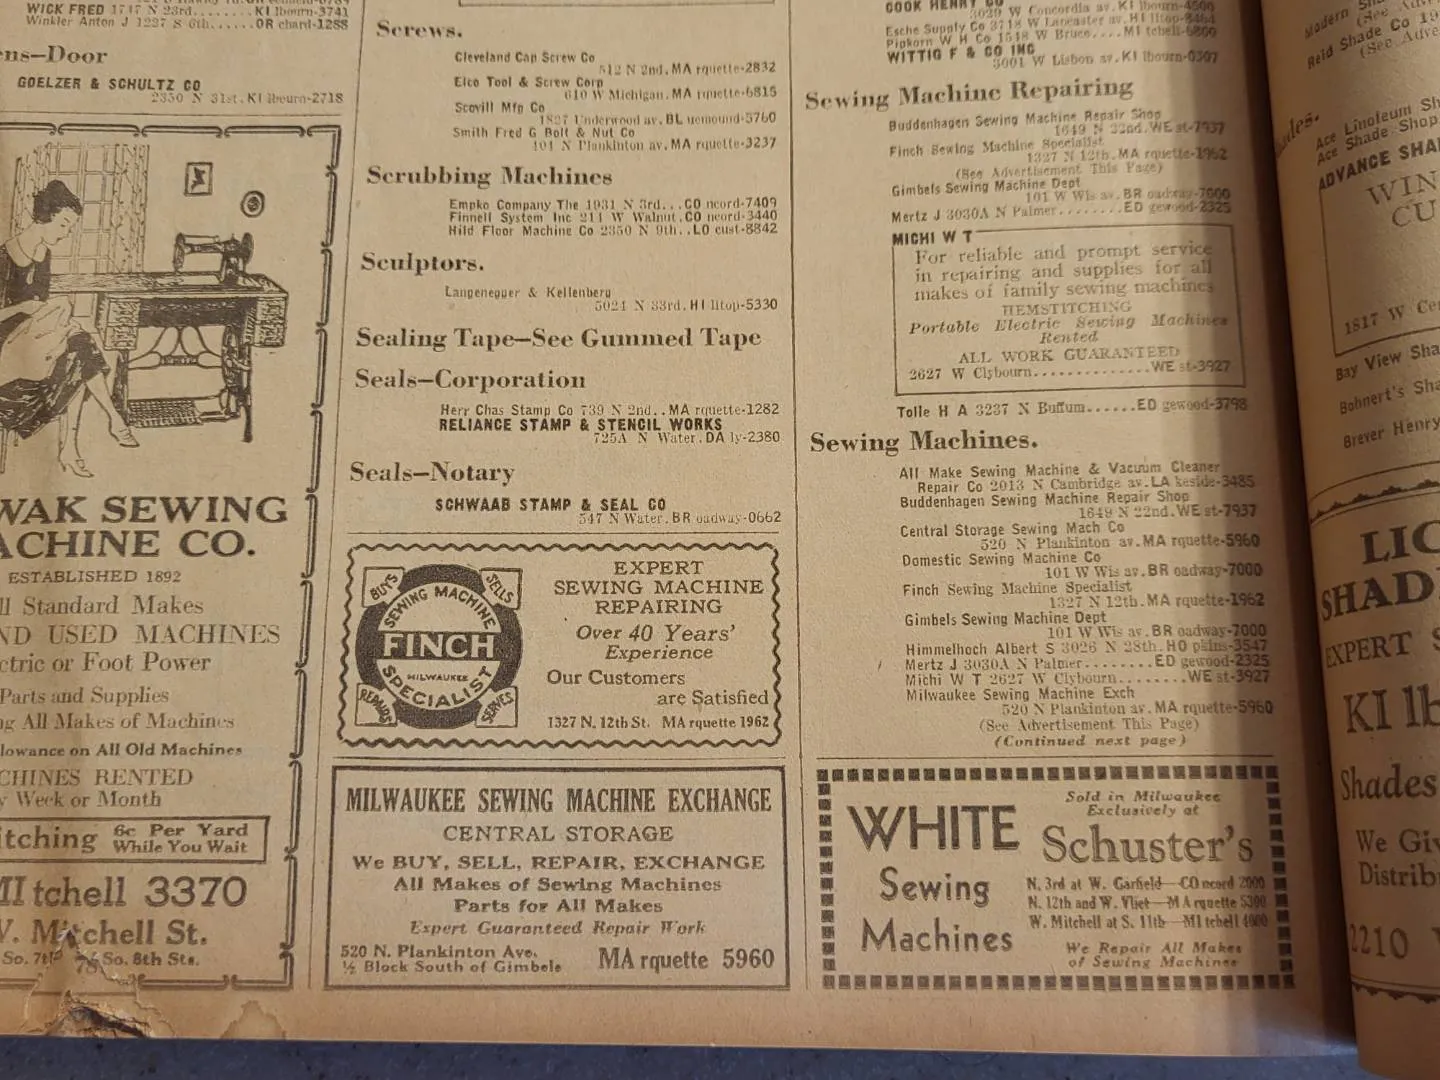 WICK FRED 1717 N 23rd........KI lbourn-3741
Winkler Anton J 1227 S 6th......OR chard-1288
ens—Door
GOELZER & SCHULTZ CO
2350 N 31st.KI lbourn-2718
WAK SEWING
ACHINE CO.
ESTABLISHED 1892
ll Standard Makes
ND USED MACHINES
ctric or Foot Power
Parts and Supplies
ng All Makes of Machines
lowance on All Old Machines
CHINES RENTED
y Week or Month
itching 6c Per Yard
While You Wait
MI tchell 3370
W. Mitchell St.
So. 7th So. 8th Sts.
Screws.
Cleveland Cap Screw Co
512 N 2nd.MA rquette-2832
Elco Tool & Screw Corp
610 W Michigan.MA rquette-6815
Scovill Mfg Co
1827 Underwood av.BL uemound-5760
Smith Fred G Bolt & Nut Co
101 N Plankinton av.MA rquette-3237
Scrubbing Machines
Empko Company The 1931 N 3rd...CO ncord-7409
Finnell System Inc 211 W Walnut.CO ncord-3440
Hild Floor Machine Co 2350 N 9th..LO cust-8842
Sculptors.
Langenegger & Kellenberg
5024 N 33rd.HI lltop-5330
Sealing Tape—See Gummed Tape
Seals—Corporation
Herr Chas Stamp Co 739 N 2nd..MA rquette-1282
RELIANCE STAMP & STENCIL WORKS
725A N Water.DA ly-2380
Seals—Notary
SCHWAAB STAMP & SEAL CO
547 N Water.BR oadway-0662
BUYS SELLS
SEWING MACHINE
FINCH
MILWAUKEE
SPECIALIST
REPAIRS SERVES
EXPERT
SEWING MACHINE
REPAIRING
Over 40 Years'
Experience
Our Customers
are Satisfied
1327 N. 12th St. MA rquette 1962
MILWAUKEE SEWING MACHINE EXCHANGE
CENTRAL STORAGE
We BUY, SELL, REPAIR, EXCHANGE
All Makes of Sewing Machines
Parts for All Makes
Expert Guaranteed Repair Work
520 N. Plankinton Ave.
½ Block South of Gimbels MA rquette 5960
COOK HENRY CO
3029 W Concordia av.KI lbourn-4500
Esche Supply Co 3718 W Lancaster av.HI lltop-8464
Pipkorn W H Co 1548 W Bruce....MI tchell-6800
WITTIG F & CO INC
3001 W Lisbon av.KI lbourn-0307
Sewing Machine Repairing
Buddenhagen Sewing Machine Repair Shop
1649 N 22nd.WE st-7937
Finch Sewing Machine Specialist
1327 N 12th.MA rquette-1962
(See Advertisement This Page)
Gimbels Sewing Machine Dept
101 W Wis av.BR oadway-7000
Mertz J 3030A N Palmer........ED gewood-2325
MICHI W T
For reliable and prompt service
in repairing and supplies for all
makes of family sewing machines
HEMSTITCHING
Portable Electric Sewing Machines
Rented
ALL WORK GUARANTEED
2627 W Clybourn.............WE st-3927
Tolle H A 3237 N Buffum......ED gewood-3798
Sewing Machines.
All Make Sewing Machine & Vacuum Cleaner
Repair Co 2013 N Cambridge av.LA keside-3485
Buddenhagen Sewing Machine Repair Shop
1649 N 22nd.WE st-7937
Central Storage Sewing Mach Co
520 N Plankinton av.MA rquette-5960
Domestic Sewing Machine Co
101 W Wis av.BR oadway-7000
Finch Sewing Machine Specialist
1327 N 12th.MA rquette-1962
Gimbels Sewing Machine Dept
101 W Wis av.BR oadway-7000
Himmelhoch Albert S 3026 N 28th.HO pkins-3547
Mertz J 3030A N Palmer........ED gewood-2325
Michi W T 2627 W Clybourn........WE st-3927
Milwaukee Sewing Machine Exch
520 N Plankinton av.MA rquette-5960
(See Advertisement This Page)
(Continued next page)
WHITE
Sewing
Machines
Sold in Milwaukee
Exclusively at
Schuster's
N. 3rd at W. Garfield—CO ncord 2000
N. 12th and W. Vliet—MA rquette 5300
W. Mitchell at S. 11th—MI tchell 4000
We Repair All Makes
of Sewing Machines
Modern Sha
(See
Reid Shade Co 19
(See Adve
Shades.
Ace Linoleum Sh
Ace Shade Shop
ADVANCE SHAD
WIN
CU
1817 W Ce
Bay View Sha
Bohnert's Sha
Breyer Henry
LIC
SHAD
EXPERT S
KI lb
Shades
We Giv
Distrib
2210